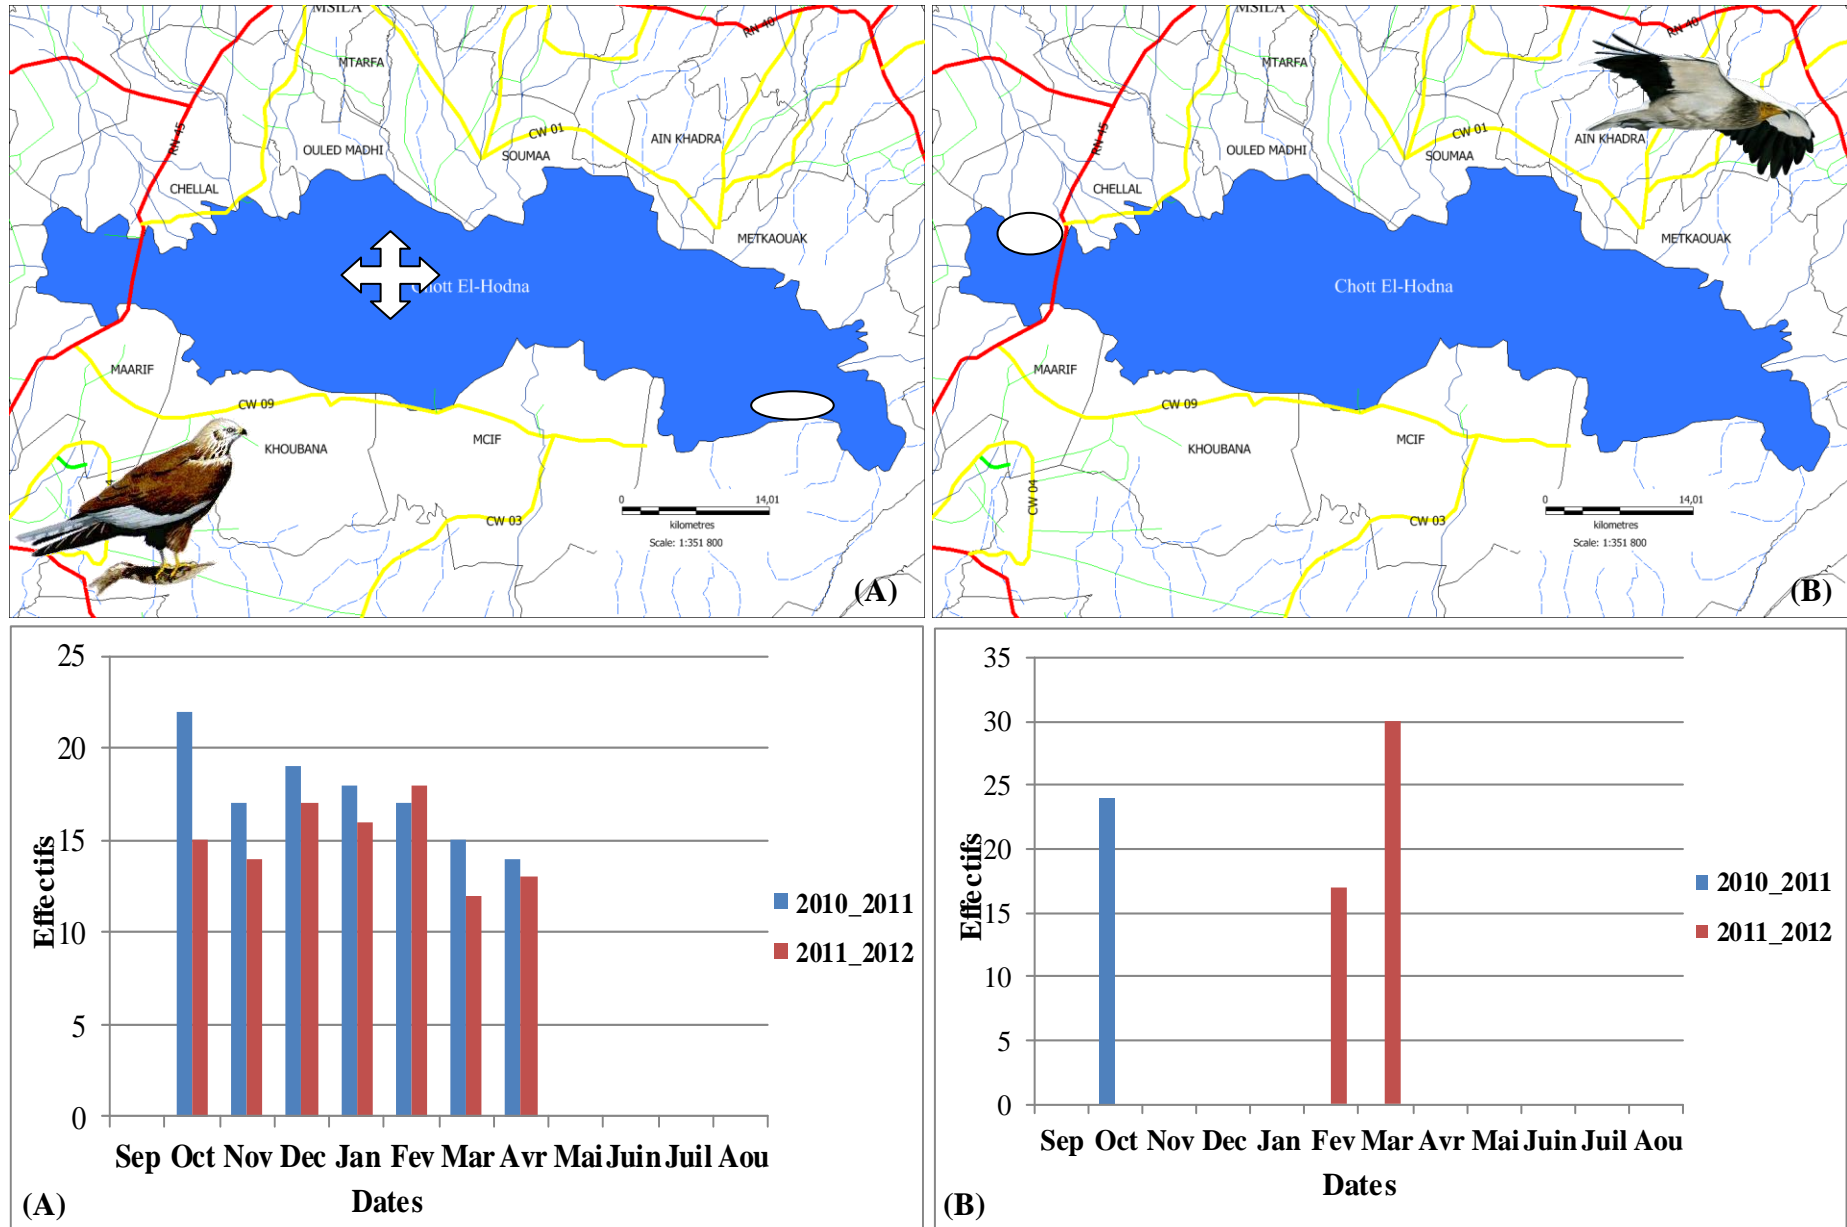 MSILA
RN 40
MTARFA
RN 45
CW 01
AIN KHADRA
OULED MADHI
SOUMAA
CHELLAL
METKAOUAK
Chott El-Hodna
MAARIF
CW 09
KHOUBANA
MCIF
4
CW 03
0 14,01
kilometres
Scale: 1:351 800
(A)
MSILA
RN 40
MTARFA
RN 45
CW 01
AIN KHADRA
OULED MADHI
SOUMAA
CHELLAL
METKAOUAK
Chott El-Hodna
MAARIF
CW 09
KHOUBANA
MCIF
CW 04
CW 03
0 14,01
kilometres
Scale: 1:351 800
(B)
25
20
15
10
5
0
Effectifs
2010_2011
2011_2012
Sep Oct Nov Dec Jan Fev Mar Avr Mai Juin Juil Aou
Dates
(A)
35
30
25
20
15
10
5
0
Effectifs
2010_2011
2011_2012
Sep Oct Nov Dec Jan Fev Mar Avr Mai Juin Juil Aou
Dates
(B)